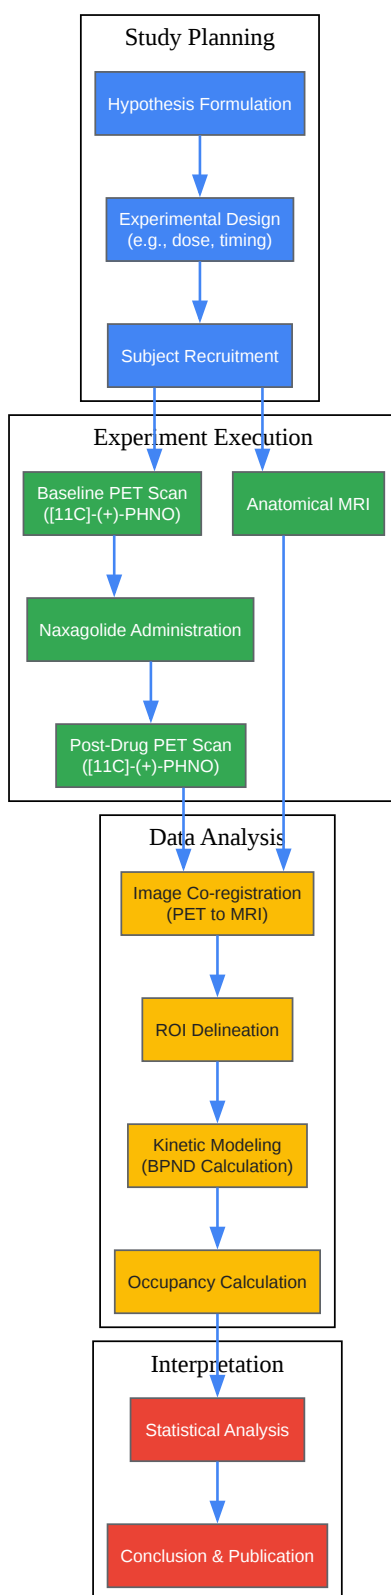 Study Planning
Hypothesis Formulation
Experimental Design
(e.g., dose, timing)
Subject Recruitment
Experiment Execution
Baseline PET Scan
([11C]-(+)-PHNO)
Anatomical MRI
Naxagolide Administration
Post-Drug PET Scan
([11C]-(+)-PHNO)
Data Analysis
Image Co-registration
(PET to MRI)
ROI Delineation
Kinetic Modeling
(BPND Calculation)
Occupancy Calculation
Interpretation
Statistical Analysis
Conclusion & Publication